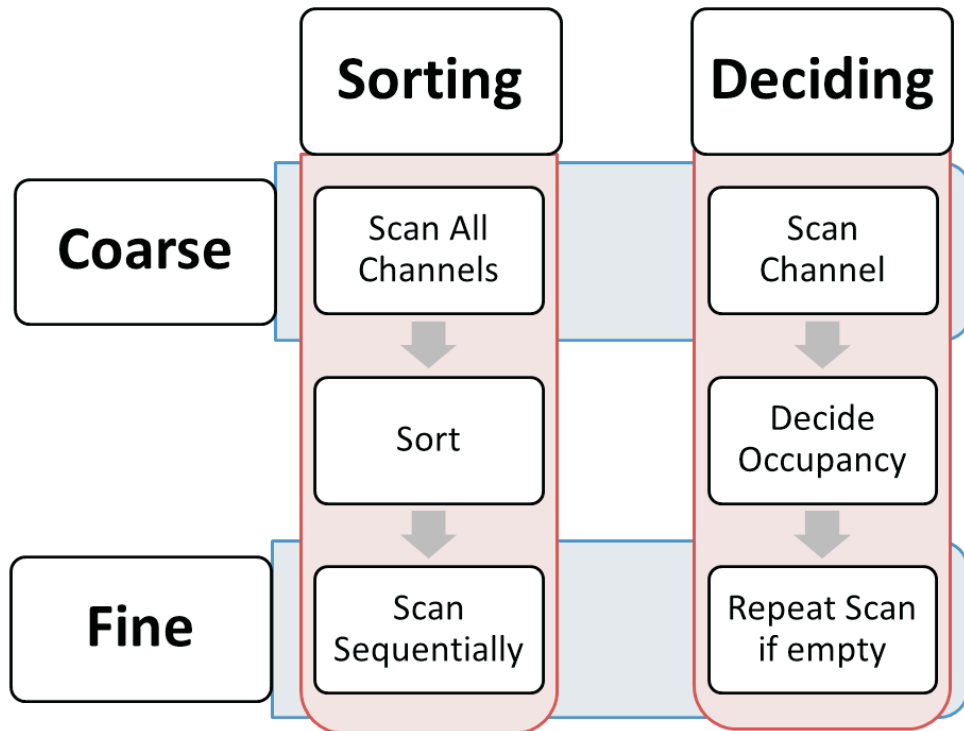 Sorting
Deciding
Coarse
Scan All
Channels
Scan
Channel
Sort
Decide
Occupancy
Fine
Scan
Sequentially
Repeat Scan
if empty